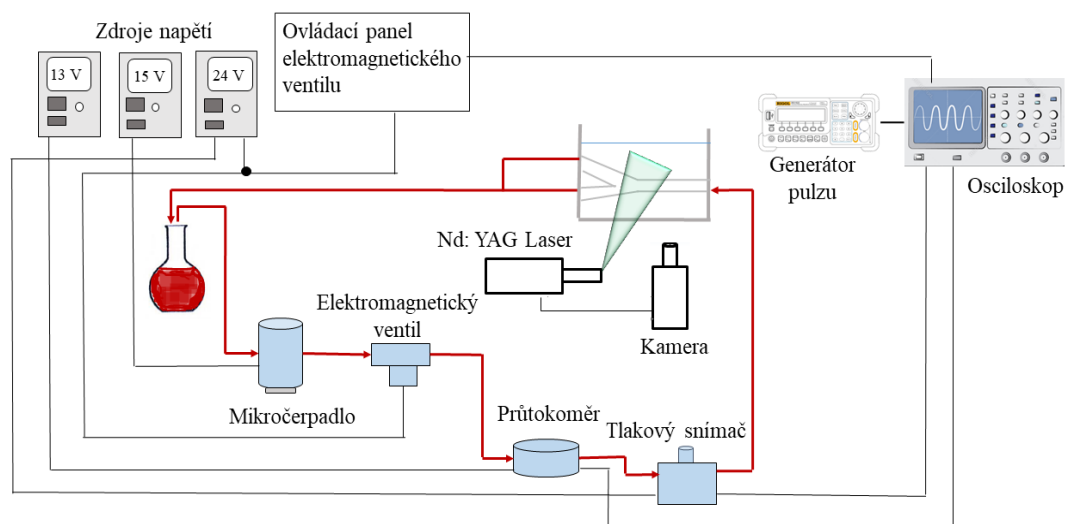 Zdroje napětí
13 V
15 V
24 V
Ovládací panel
elektromagnetického
ventilu
Generátor
pulzu
Osciloskop
Nd: YAG Laser
Kamera
Elektromagnetický
ventil
Mikročerpadlo
Průtokoměr
Tlakový snímač